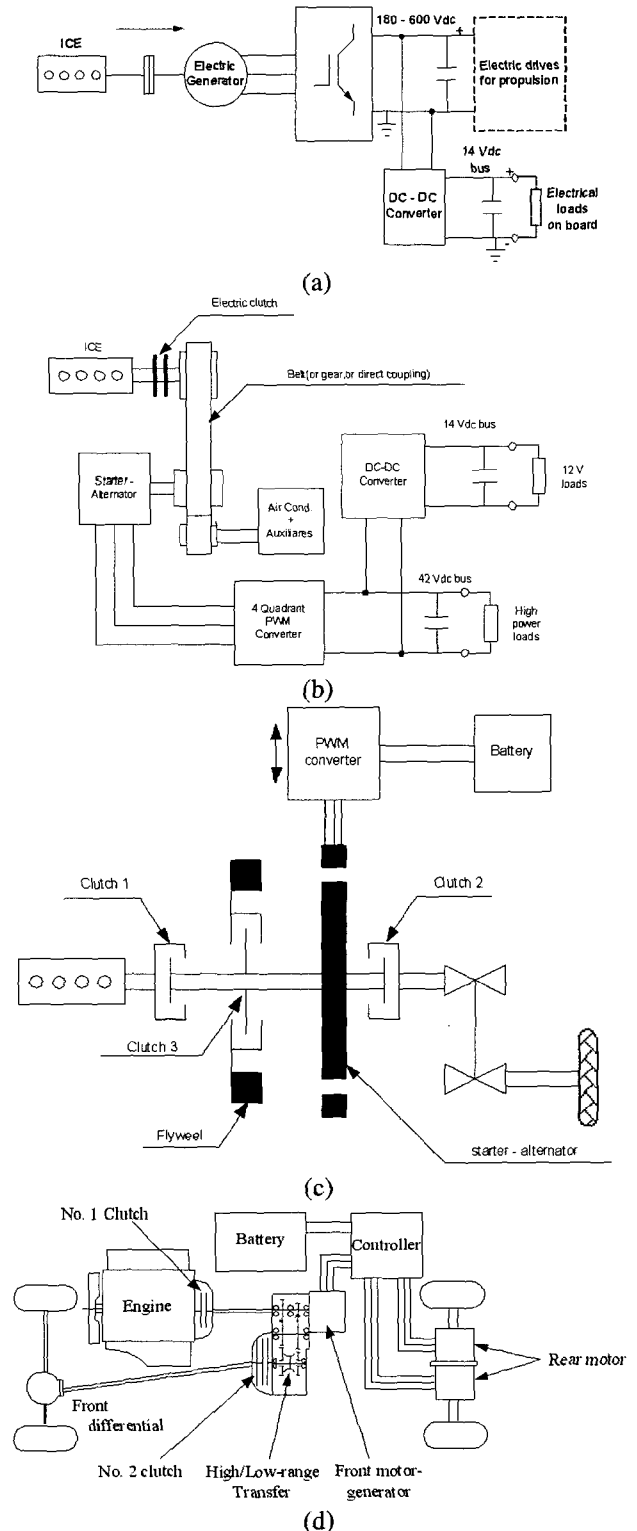 ICE
Electric
Generator
180 - 600 Vdc
+
Electric drives
for propulsion
14 Vdc
bus
+
DC - DC
Converter
Electrical
loads
on board
-
(a)
Electric clutch
ICE
Belt(or gear,or direct coupling)
Starter -
Alternator
Air Cond.
+
Auxiliares
DC-DC
Converter
14 Vdc bus
12 V
loads
4 Quadrant
PWM
Converter
42 Vdc bus
High
power
loads
(b)
PWM
converter
Battery
Clutch 1
Clutch 2
Clutch 3
Flyweel
starter - alternator
(c)
No. 1 Clutch
Battery
Controller
Engine
Rear motor
Front
differential
No. 2 clutch
High/Low-range
Transfer
Front motor-
generator
(d)